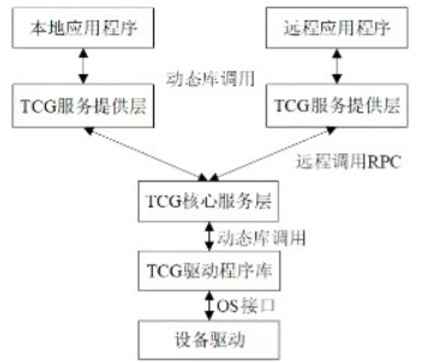 本地应用程序
远程应用程序
动态库调用
TCG服务提供层
TCG服务提供层
远程调用RPC
TCG核心服务层
动态库调用
TCG驱动程序库
OS接口
设备驱动